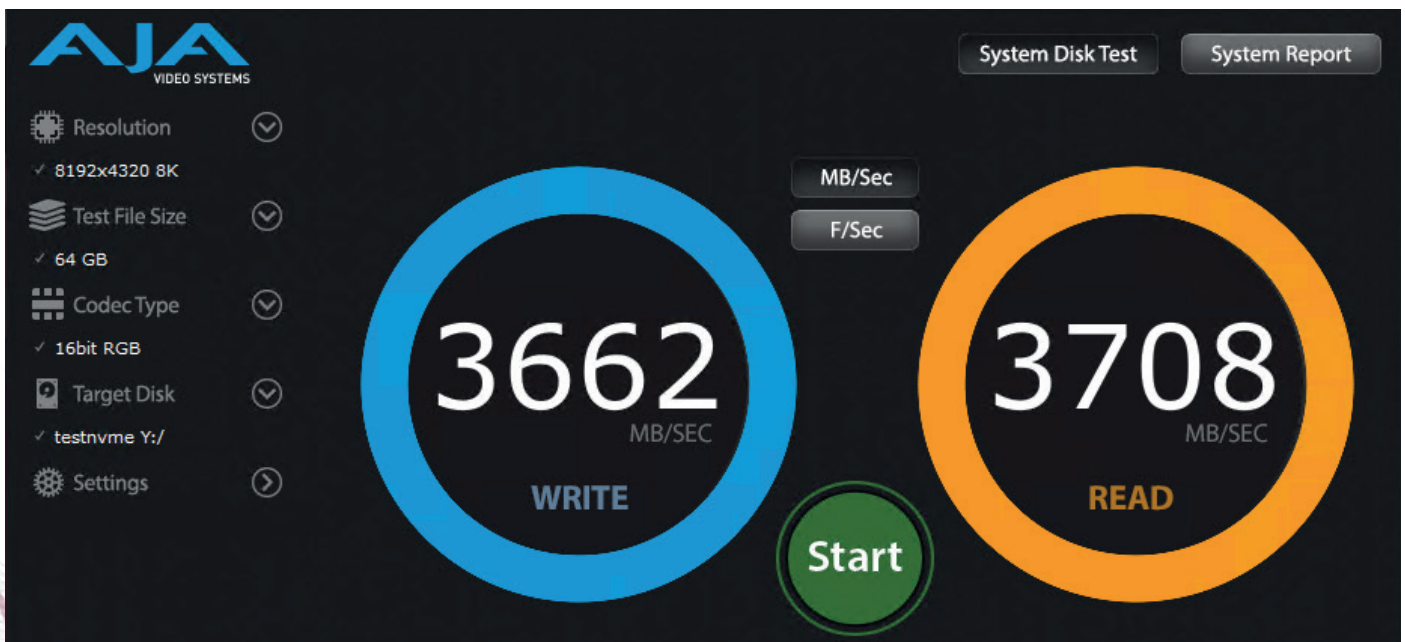 AJA
VIDEO SYSTEMS
System Disk Test
System Report
Resolution
✓ 8192x4320 8K
Test File Size
✓ 64 GB
Codec Type
✓ 16bit RGB
Target Disk
✓ testnvme Y:/
Settings
MB/Sec
F/Sec
3662
MB/SEC
WRITE
3708
MB/SEC
READ
Start